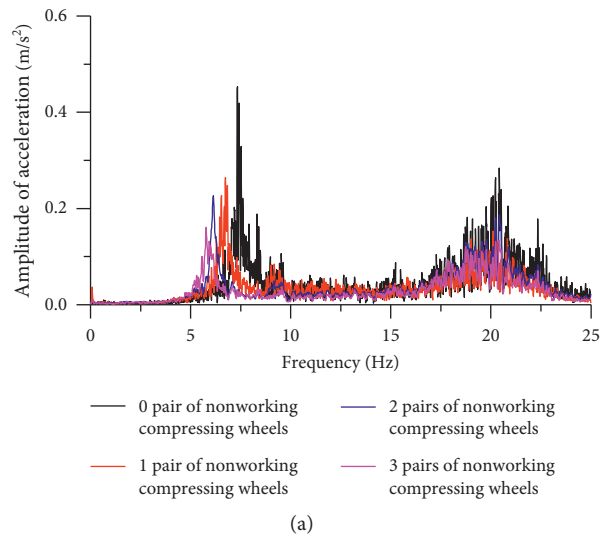 0.6
0.4
0.2
0.0
Amplitude of acceleration (m/s²)
0
5
10
15
20
25
Frequency (Hz)
0 pair of nonworking
compressing wheels
2 pairs of nonworking
compressing wheels
1 pair of nonworking
compressing wheels
3 pairs of nonworking
compressing wheels
(a)